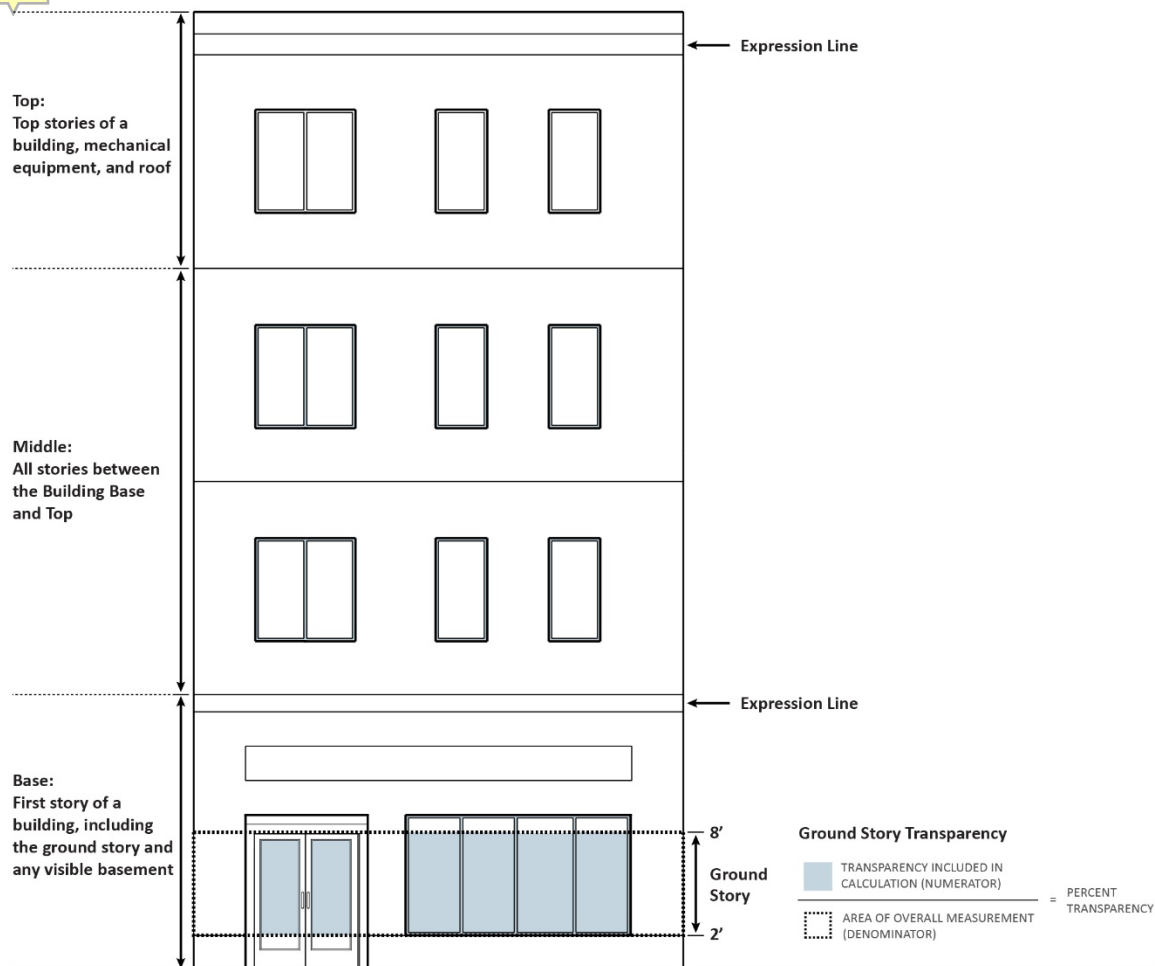 Expression Line
Top:
Top stories of a
building, mechanical
equipment, and roof
Middle:
All stories between
the Building Base
and Top
Expression Line
Base:
First story of a
building, including
the ground story and
any visible basement
8'
Ground
Story
2'
Ground Story Transparency
TRANSPARENCY INCLUDED IN
CALCULATION (NUMERATOR)
= PERCENT
TRANSPARENCY
AREA OF OVERALL MEASUREMENT
(DENOMINATOR)